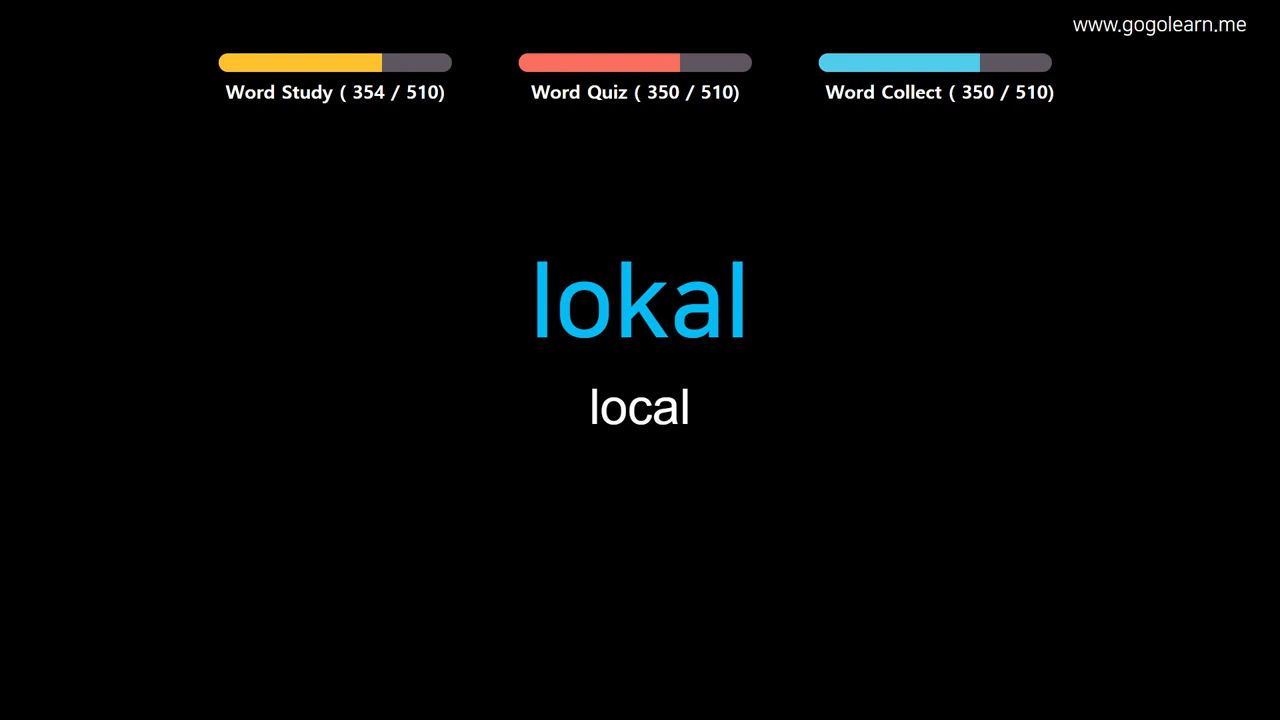 www.gogolearn.me
Word Study ( 354 / 510)
Word Quiz ( 350 / 510)
Word Collect ( 350 / 510)
lokal
local